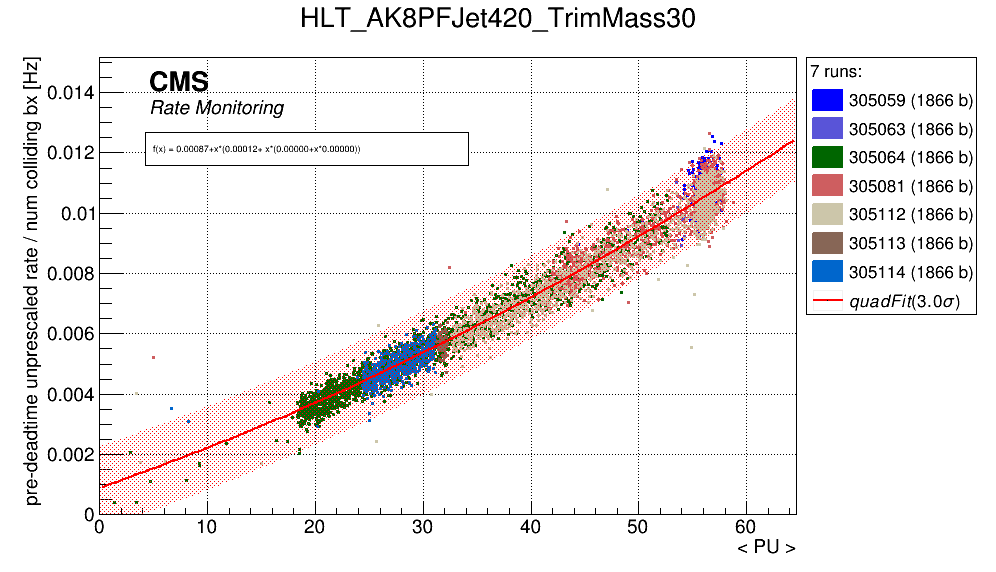 HLT_AK8PFJet420_TrimMass30
pre-deadtime unprescaled rate / num colliding bx [Hz]
CMS
Rate Monitoring
f(x) = 0.00087+x*(0.00012+ x*(0.00000+x*0.00000))
0.014
0.012
0.01
0.008
0.006
0.004
0.002
0
0 10 20 30 40 50 60
< PU >
7 runs:
305059 (1866 b)
305063 (1866 b)
305064 (1866 b)
305081 (1866 b)
305112 (1866 b)
305113 (1866 b)
305114 (1866 b)
quadFit(3.0σ)